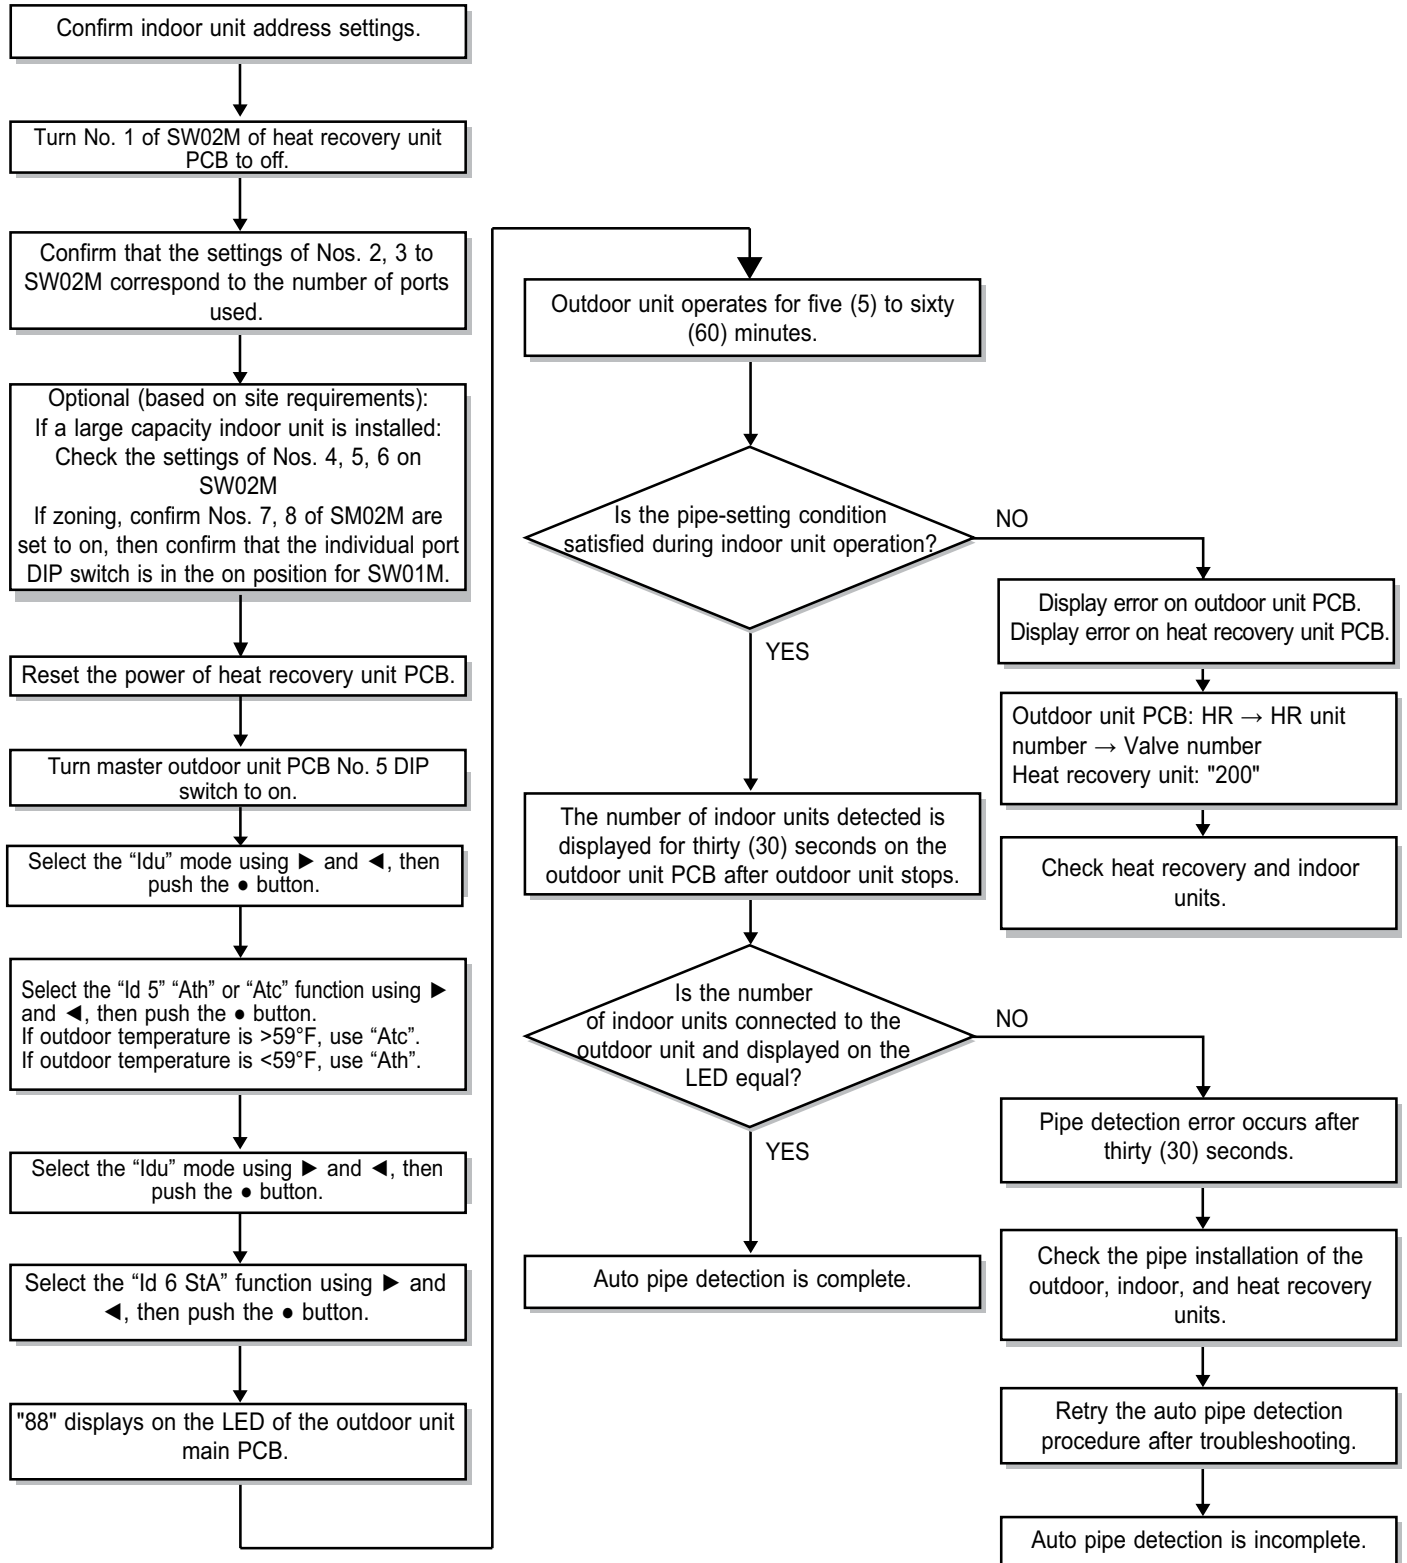 Confirm indoor unit address settings.
Turn No. 1 of SW02M of heat recovery unit
PCB to off.
Confirm that the settings of Nos. 2, 3 to
SW02M correspond to the number of ports
used.
Optional (based on site requirements):
If a large capacity indoor unit is installed:
Check the settings of Nos. 4, 5, 6 on
SW02M
If zoning, confirm Nos. 7, 8 of SM02M are
set to on, then confirm that the individual port
DIP switch is in the on position for SW01M.
Reset the power of heat recovery unit PCB.
Turn master outdoor unit PCB No. 5 DIP
switch to on.
Select the “Idu” mode using ► and ◄, then
push the ● button.
Select the “Id 5” “Ath” or “Atc” function using ►
and ◄, then push the ● button.
If outdoor temperature is >59°F, use “Atc”.
If outdoor temperature is <59°F, use “Ath”.
Select the “Idu” mode using ► and ◄, then
push the ● button.
Select the “Id 6 StA” function using ► and
◄, then push the ● button.
"88" displays on the LED of the outdoor unit
main PCB.
Outdoor unit operates for five (5) to sixty
(60) minutes.
Is the pipe-setting condition
satisfied during indoor unit operation?
NO
YES
Display error on outdoor unit PCB.
Display error on heat recovery unit PCB.
Outdoor unit PCB: HR → HR unit
number → Valve number
Heat recovery unit: "200"
Check heat recovery and indoor
units.
The number of indoor units detected is
displayed for thirty (30) seconds on the
outdoor unit PCB after outdoor unit stops.
Is the number
of indoor units connected to the
outdoor unit and displayed on the
LED equal?
NO
YES
Auto pipe detection is complete.
Pipe detection error occurs after
thirty (30) seconds.
Check the pipe installation of the
outdoor, indoor, and heat recovery
units.
Retry the auto pipe detection
procedure after troubleshooting.
Auto pipe detection is incomplete.